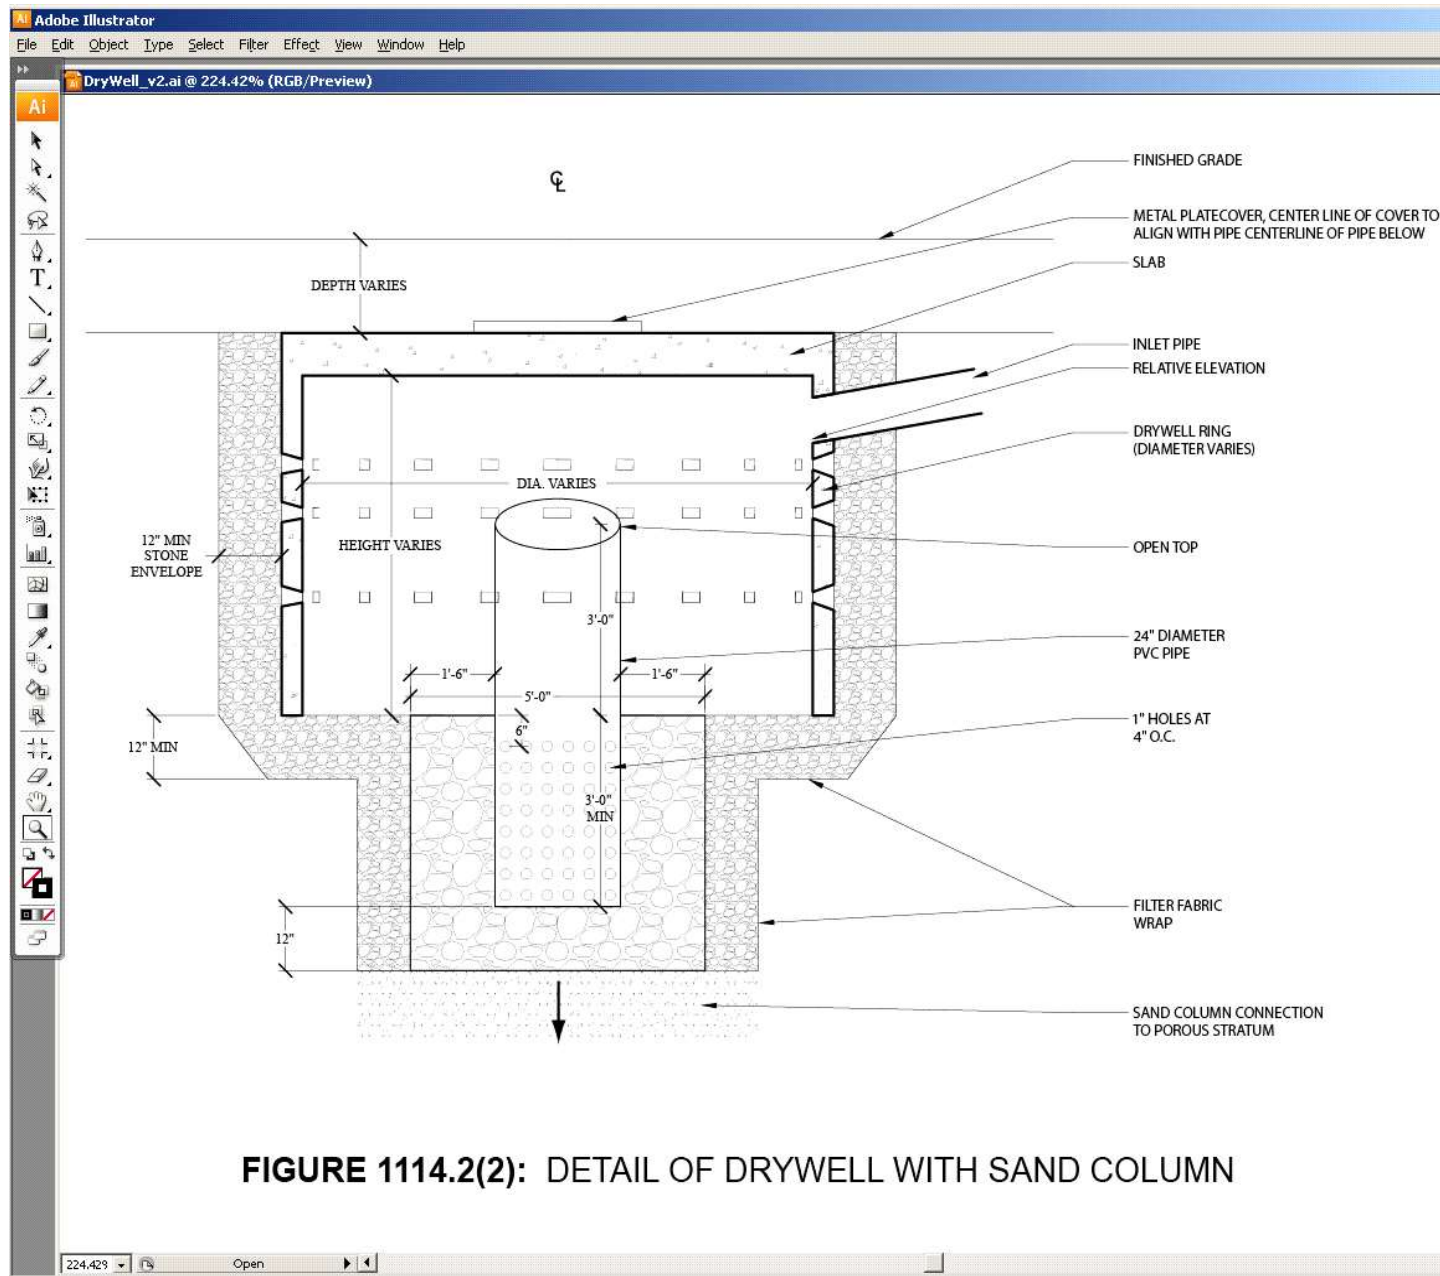 Adobe Illustrator
File Edit Object Type Select Filter Effect View Window Help
DryWell_v2.ai @ 224.42% (RGB/Preview)
Ai
FINISHED GRADE
METAL PLATECOVER, CENTER LINE OF COVER TO
ALIGN WITH PIPE CENTERLINE OF PIPE BELOW
SLAB
DEPTH VARIES
INLET PIPE
RELATIVE ELEVATION
DRYWELL RING
(DIAMETER VARIES)
DIA. VARIES
HEIGHT VARIES
12" MIN
STONE
ENVELOPE
OPEN TOP
3'-0"
24" DIAMETER
PVC PIPE
1'-6"
1'-6"
5'-0"
6"
12" MIN
1" HOLES AT
4" O.C.
3'-0"
MIN
FILTER FABRIC
WRAP
12"
SAND COLUMN CONNECTION
TO POROUS STRATUM
FIGURE 1114.2(2): DETAIL OF DRYWELL WITH SAND COLUMN
224.429 Open